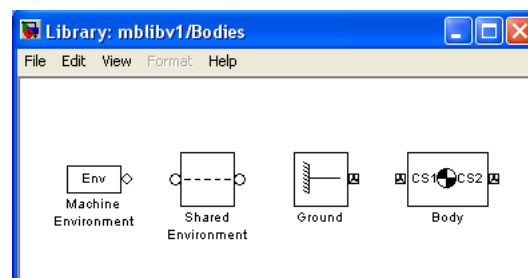 Library: mblibv1/Bodies
File Edit View Format Help
Env
CS1 CS2
Machine Environment
Shared Environment
Ground
Body